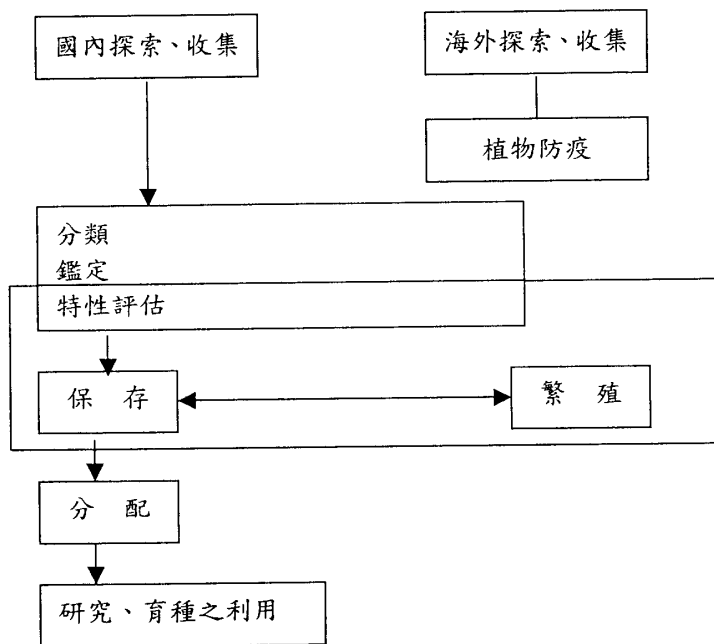 國內探索、收集
海外探索、收集
植物防疫
分類
鑑定
特性評估
保 存
繁 殖
分 配
研究、育種之利用